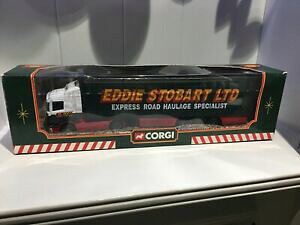 EDDIE STOBART LTD
EXPRESS ROAD HAULAGE SPECIALIST
CORGI